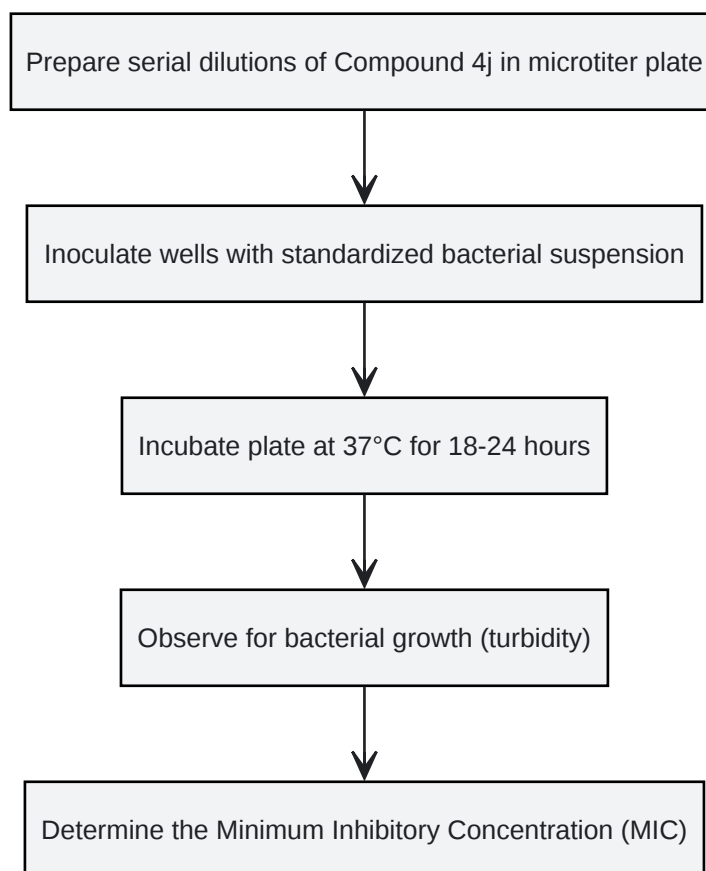 Prepare serial dilutions of Compound 4j in microtiter plate
Inoculate wells with standardized bacterial suspension
Incubate plate at 37°C for 18-24 hours
Observe for bacterial growth (turbidity)
Determine the Minimum Inhibitory Concentration (MIC)